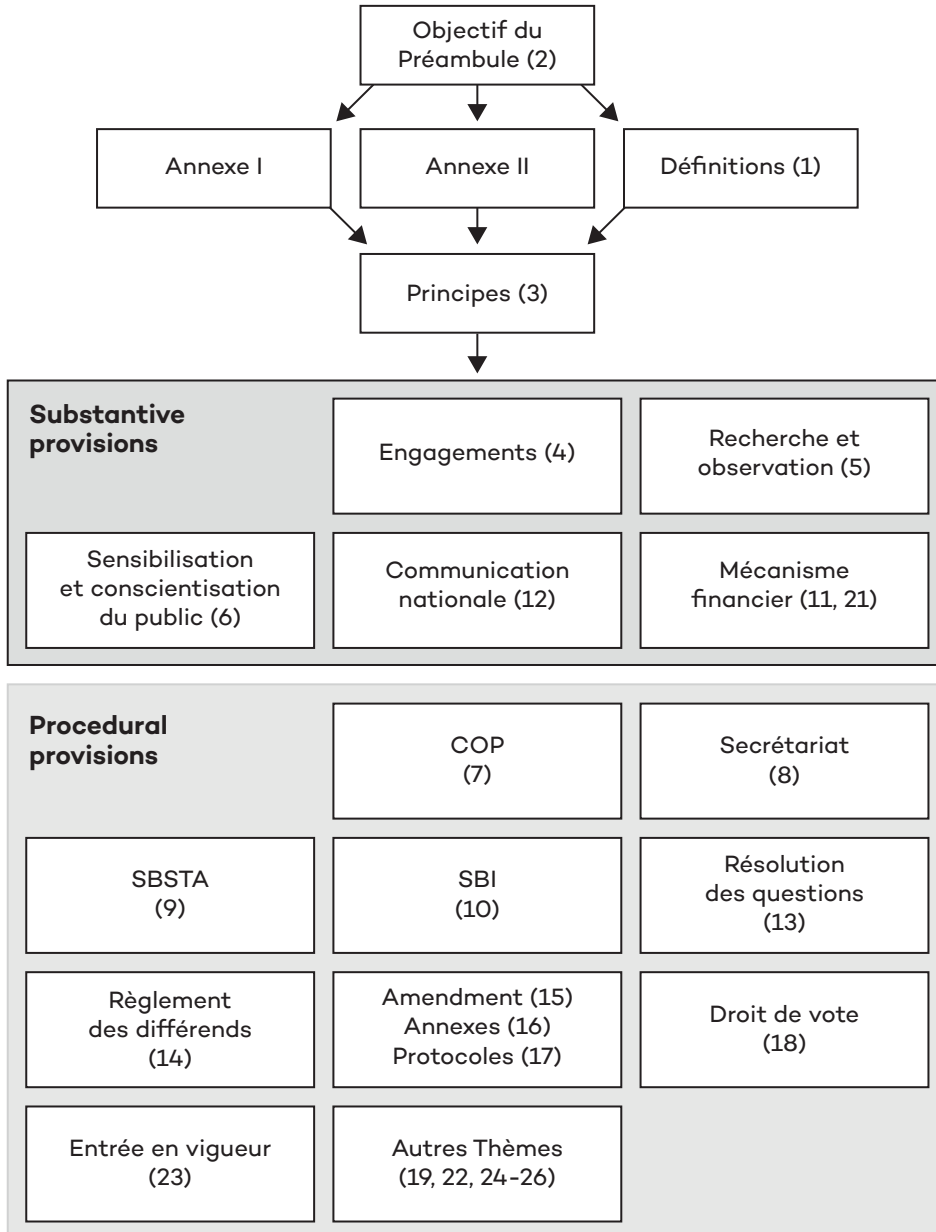 Objectif du
Préambule (2)
Annexe I
Annexe II
Définitions (1)
Principes (3)
Substantive
provisions
Engagements (4)
Recherche et
observation (5)
Sensibilisation
et conscientisation
du public (6)
Communication
nationale (12)
Mécanisme
financier (11, 21)
Procedural
provisions
COP
(7)
Secrétariat
(8)
SBSTA
(9)
SBI
(10)
Résolution
des questions
(13)
Règlement
des différends
(14)
Amendment (15)
Annexes (16)
Protocoles (17)
Droit de vote
(18)
Entrée en vigueur
(23)
Autres Thèmes
(19, 22, 24-26)